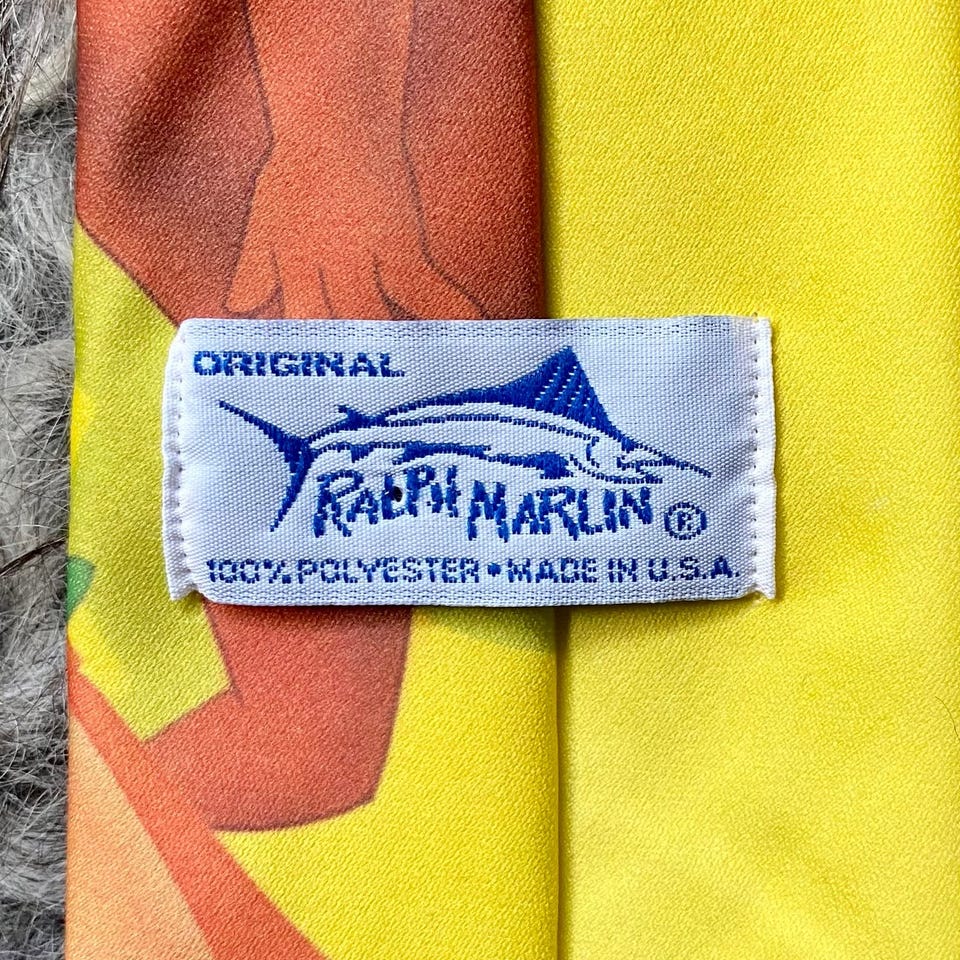 ORIGINAL
RALPH MARLIN ®
100% POLYESTER • MADE IN U.S.A.